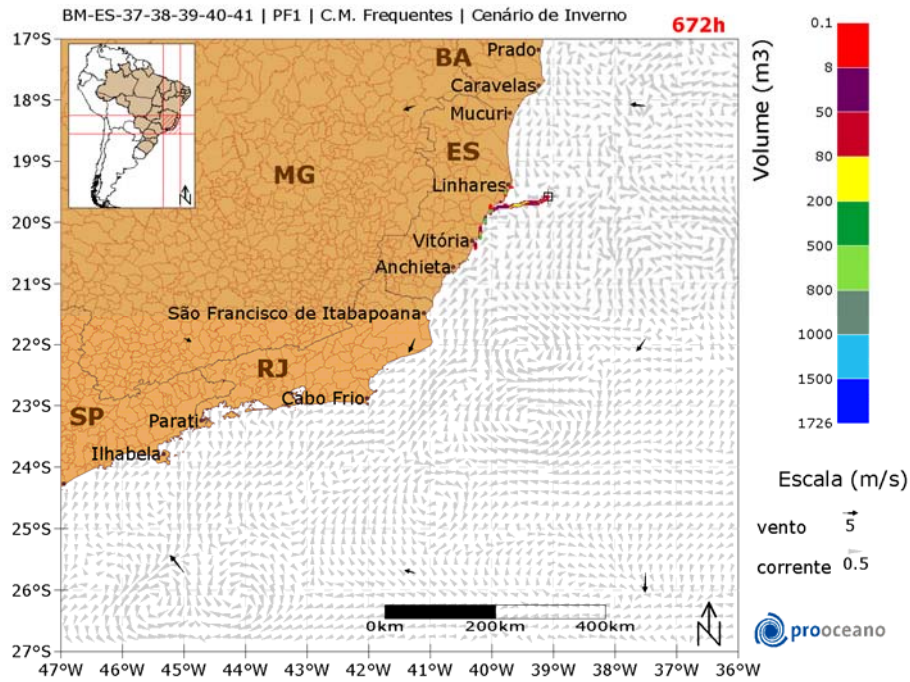 BM-ES-37-38-39-40-41 | PF1 | C.M. Frequentes | Cenário de Inverno
672h
17°S
18°S
19°S
20°S
21°S
22°S
23°S
24°S
25°S
26°S
27°S
BA
Prado
Caravelas
Mucuri
ES
MG
Linhares
Vitória
Anchieta
São Francisco de Itabapoana
RJ
Cabo Frio
SP
Parati
Ilhabela
N
0km 200km 400km
N
47°W 46°W 45°W 44°W 43°W 42°W 41°W 40°W 39°W 38°W 37°W 36°W
Volume (m3)
0.1
8
50
80
200
500
800
1000
1500
1726
Escala (m/s)
vento 5
corrente 0.5
prooceano